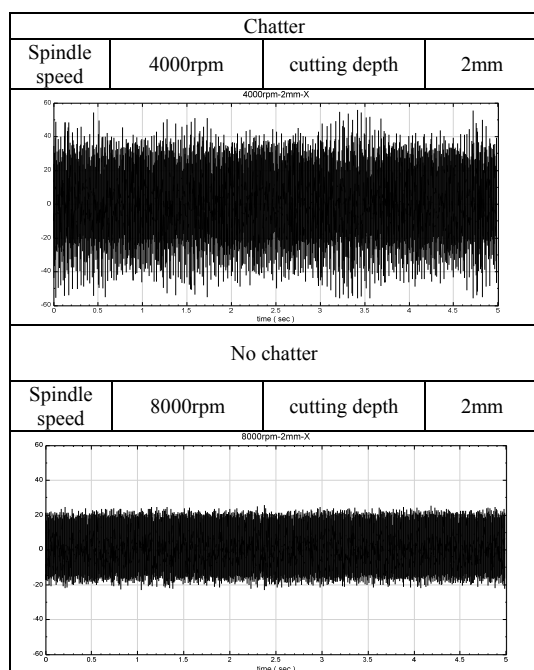 Chatter
Spindle speed 4000rpm cutting depth 2mm
4000rpm-2mm-X
60
40
20
0
-20
-40
-60
0 0.5 1 1.5 2 2.5 3 3.5 4 4.5 5
time ( sec )
No chatter
Spindle speed 8000rpm cutting depth 2mm
8000rpm-2mm-X
60
40
20
0
-20
-40
-60
0 0.5 1 1.5 2 2.5 3 3.5 4 4.5 5
time ( sec )